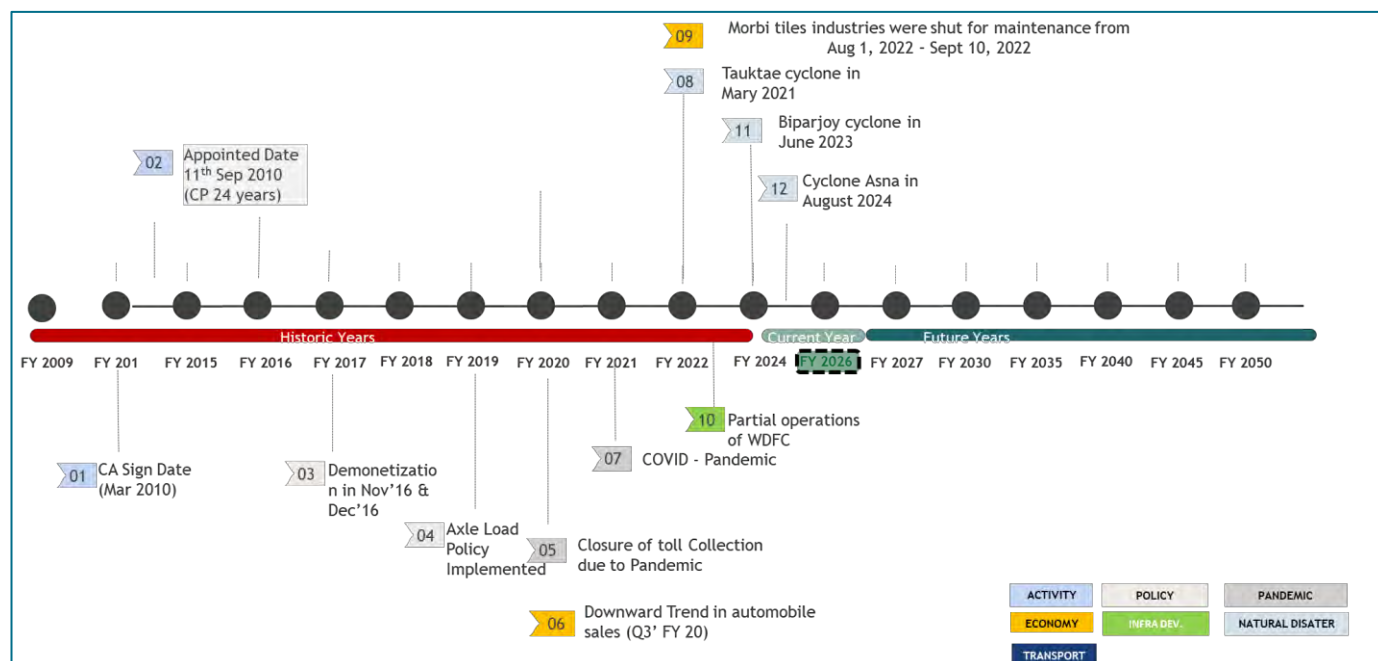 09
Morbi tiles industries were shut for maintenance from
Aug 1, 2022 - Sept 10, 2022
08
Tauktae cyclone in
Mary 2021
11
Biparjoy cyclone in
June 2023
02
Appointed Date
11th Sep 2010
(CP 24 years)
12
Cyclone Asna in
August 2024
Historic Years
Current Year
Future Years
FY 2009
FY 201
FY 2015
FY 2016
FY 2017
FY 2018
FY 2019
FY 2020
FY 2021
FY 2022
FY 2024
FY 2026
FY 2027
FY 2030
FY 2035
FY 2040
FY 2045
FY 2050
10
Partial operations
of WDFC
07
COVID - Pandemic
01
CA Sign Date
(Mar 2010)
03
Demonetizatio
n in Nov’16 &
Dec’16
04
Axle Load
Policy
Implemented
05
Closure of toll Collection
due to Pandemic
06
Downward Trend in automobile
sales (Q3’ FY 20)
ACTIVITY
POLICY
PANDEMIC
ECONOMY
INFRA DEV.
NATURAL DISATER
TRANSPORT